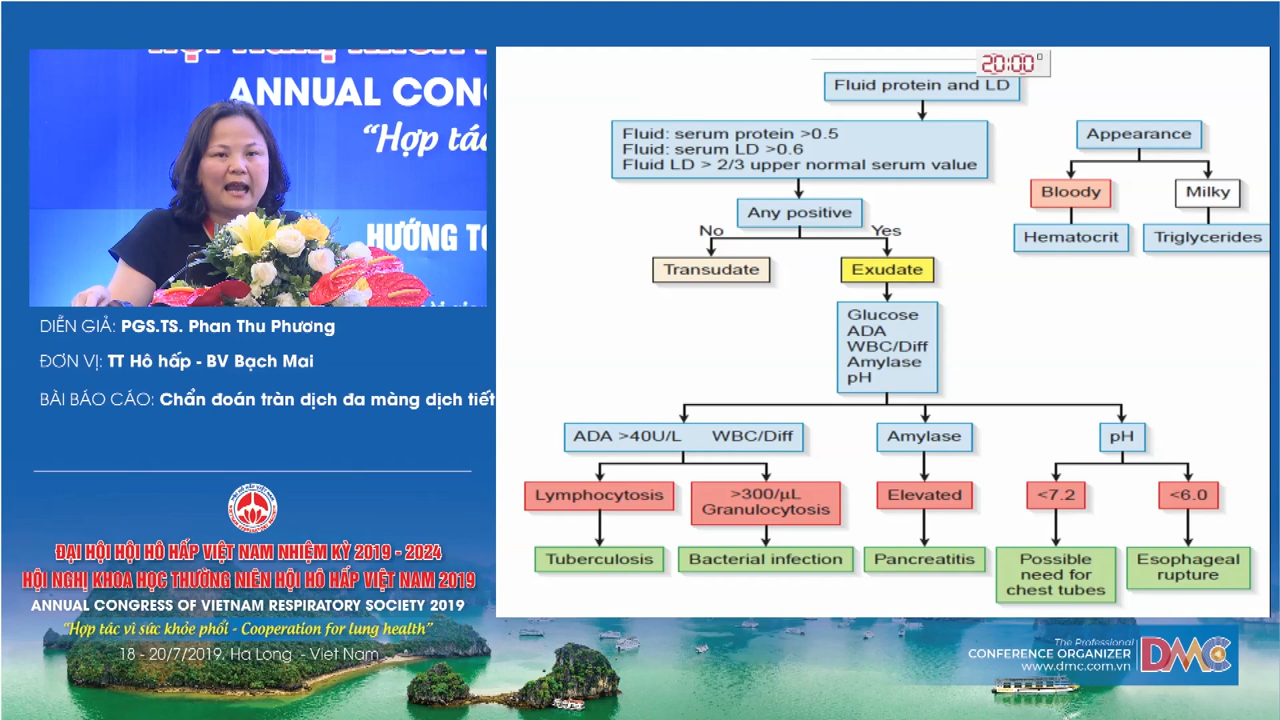 ANNUAL CON
“Hợp tác
HƯỚNG TỚ
DIỄN GIẢ: PGS.TS. Phan Thu Phương
ĐƠN VỊ: TT Hô hấp - BV Bạch Mai
BÀI BÁO CÁO: Chẩn đoán tràn dịch đa màng dịch tiết
ĐẠI HỘI HỘI HÔ HẤP VIỆT NAM NHIỆM KỲ 2019 - 2024
HỘI NGHỊ KHOA HỌC THƯỜNG NIÊN HỘI HÔ HẤP VIỆT NAM 2019
ANNUAL CONGRESS OF VIETNAM RESPIRATORY SOCIETY 2019
“Hợp tác vì sức khỏe phổi - Cooperation for lung health”
18 - 20/7/2019. Ha Long - Viet Nam
20:00
Fluid protein and LD
Fluid: serum protein >0.5
Fluid: serum LD >0.6
Fluid LD > 2/3 upper normal serum value
Any positive
No
Yes
Transudate
Exudate
Appearance
Bloody
Milky
Hematocrit
Triglycerides
Glucose
ADA
WBC/Diff
Amylase
pH
ADA >40U/L WBC/Diff
Amylase
pH
Lymphocytosis
>300/μL
Granulocytosis
Elevated
<7.2
<6.0
Tuberculosis
Bacterial infection
Pancreatitis
Possible
need for
chest tubes
Esophageal
rupture
The Professional
CONFERENCE ORGANIZER
www.dmc.com.vn
DMC